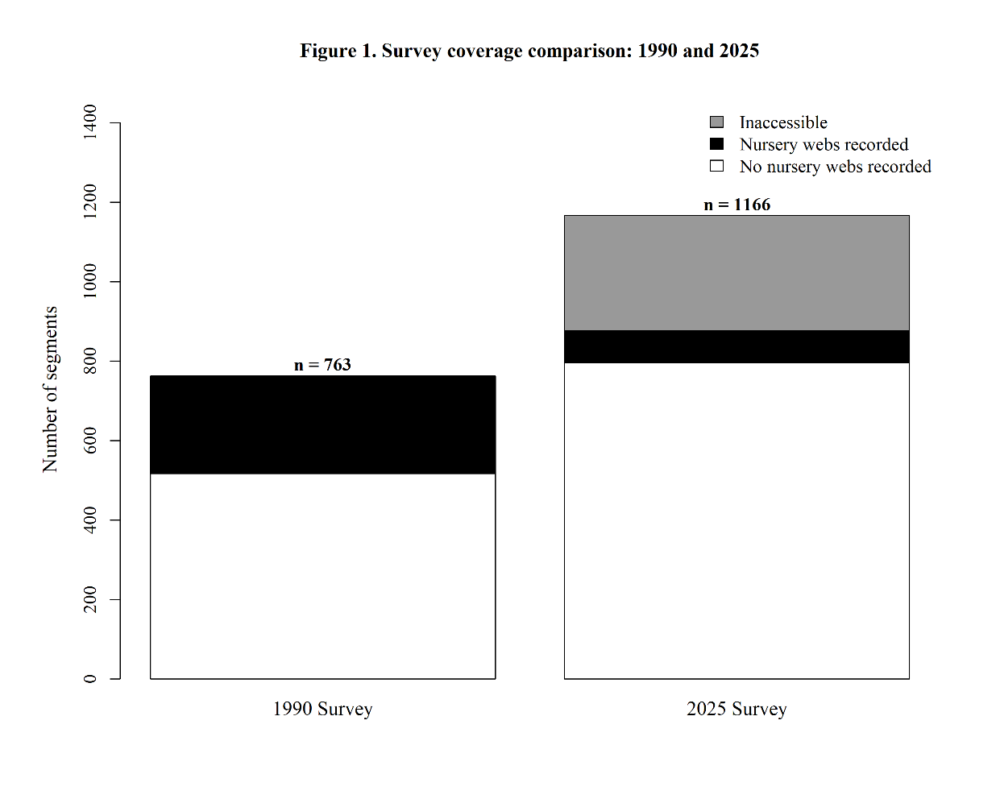 Figure 1. Survey coverage comparison: 1990 and 2025
Inaccessible
Nursery webs recorded
No nursery webs recorded
n = 1166
n = 763
Number of segments
1400
1200
1000
800
600
400
200
0
1990 Survey
2025 Survey